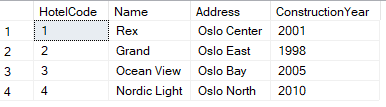 HotelCode Name Address ConstructionYear
1 1 Rex Oslo Center 2001
2 2 Grand Oslo East 1998
3 3 Ocean View Oslo Bay 2005
4 4 Nordic Light Oslo North 2010